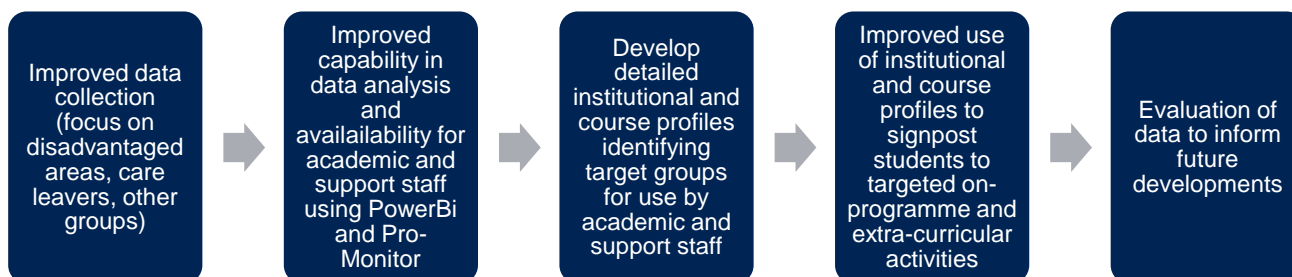 Improved data
collection
(focus on
disadvantaged
areas, care
leavers, other
groups)
Improved
capability in
data analysis
and
availailability for
academic and
support staff
using PowerBi
and Pro-
Monitor
Develop
detailed
institutional and
course profiles
identifying
target groups
for use by
academic and
support staff
Improved use
of institutional
and course
profiles to
signpost
students to
targeted on-
programme and
extra-curricular
activities
Evaluation of
data to inform
future
developments